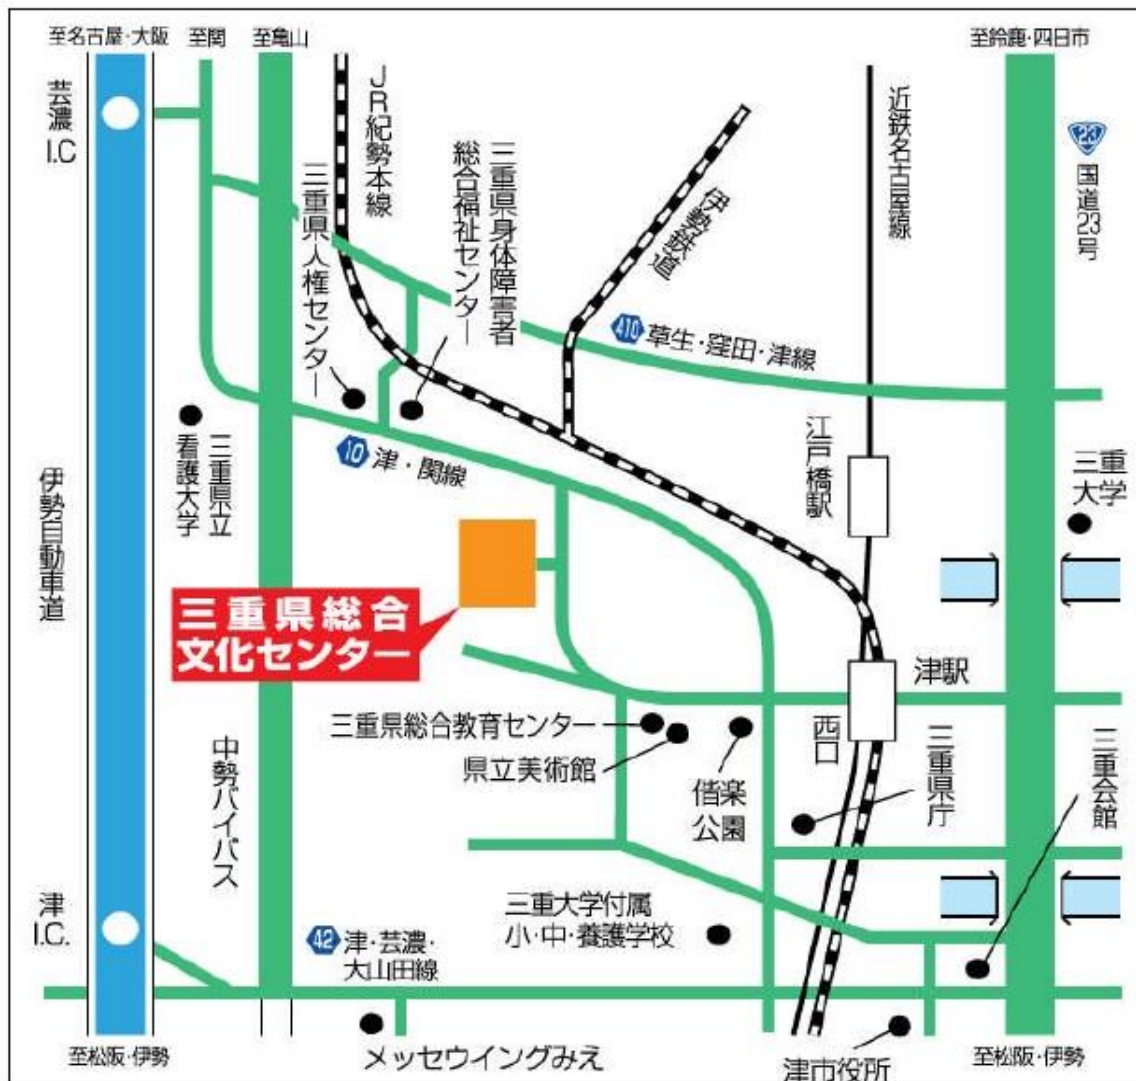 至名古屋・大阪
至関
至亀山
至鈴鹿・四日市
芸濃
I.C
JR紀勢本線
三重県人権センター
三重県身体障害者
総合福祉センター
伊勢鉄道
近鉄名古屋線
23
国道23号
410 草生・窪田・津線
10 津・関線
三重県立
看護大学
江戸橋駅
三重
大学
伊勢自動車道
三重県総合
文化センター
津駅
西口
三重県総合教育センター
県立美術館
偕楽
公園
三重県庁
三重会館
中勢バイパス
津
I.C.
42 津・芸濃・
大山田線
三重大学付属
小・中・養護学校
至松阪・伊勢
メッセウイングみえ
津市役所
至松阪・伊勢